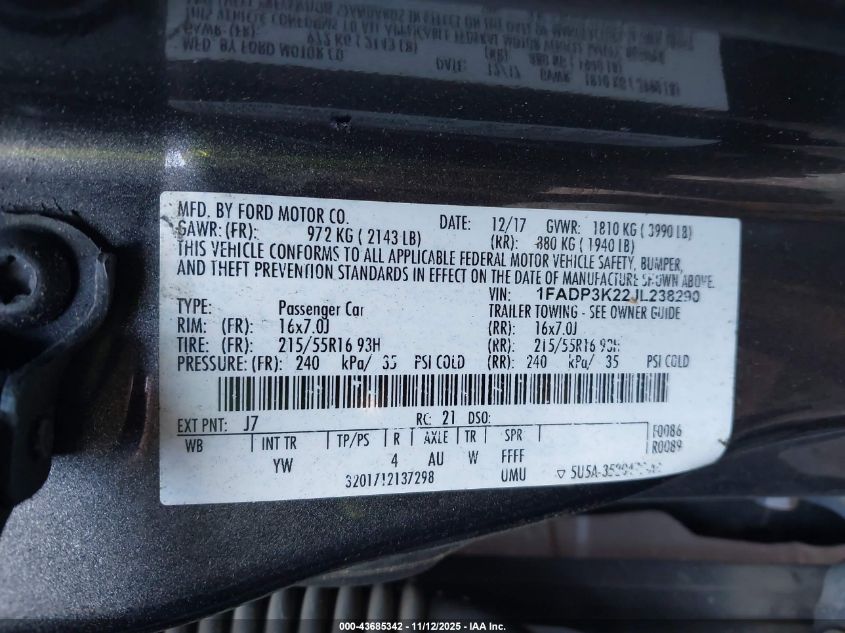 MFD. BY FORD MOTOR CO.
DATE: 12/17 GVWR: 1810 KG ( 3990 LB)
GAWR: (FR): 972 KG ( 2143 LB) (RR): 880 KG ( 1940 LB)
THIS VEHICLE CONFORMS TO ALL APPLICABLE FEDERAL MOTOR VEHICLE SAFETY, BUMPER,
AND THEFT PREVENTION STANDARDS IN EFFECT ON THE DATE OF MANUFACTURE SHOWN ABOVE.
VIN: 1FADP3K22JL238290
TYPE: Passenger Car TRAILER TOWING - SEE OWNER GUIDE
RIM: (FR): 16x7.0J (RR): 16x7.0J
TIRE: (FR): 215/55R16 93H (RR): 215/55R16 93H
PRESSURE: (FR): 240 kPa/ 35 PSI COLD (RR): 240 kPa/ 35 PSI COLD
EXT PNT: J7 RC: 21 DSO:
WB INT TR TP/PS R AXLE TR SPR F0086
YW 4 AU W FFFF R0089
3201712137298 UMU
000-43685342 - 11/12/2025 - IAA Inc.